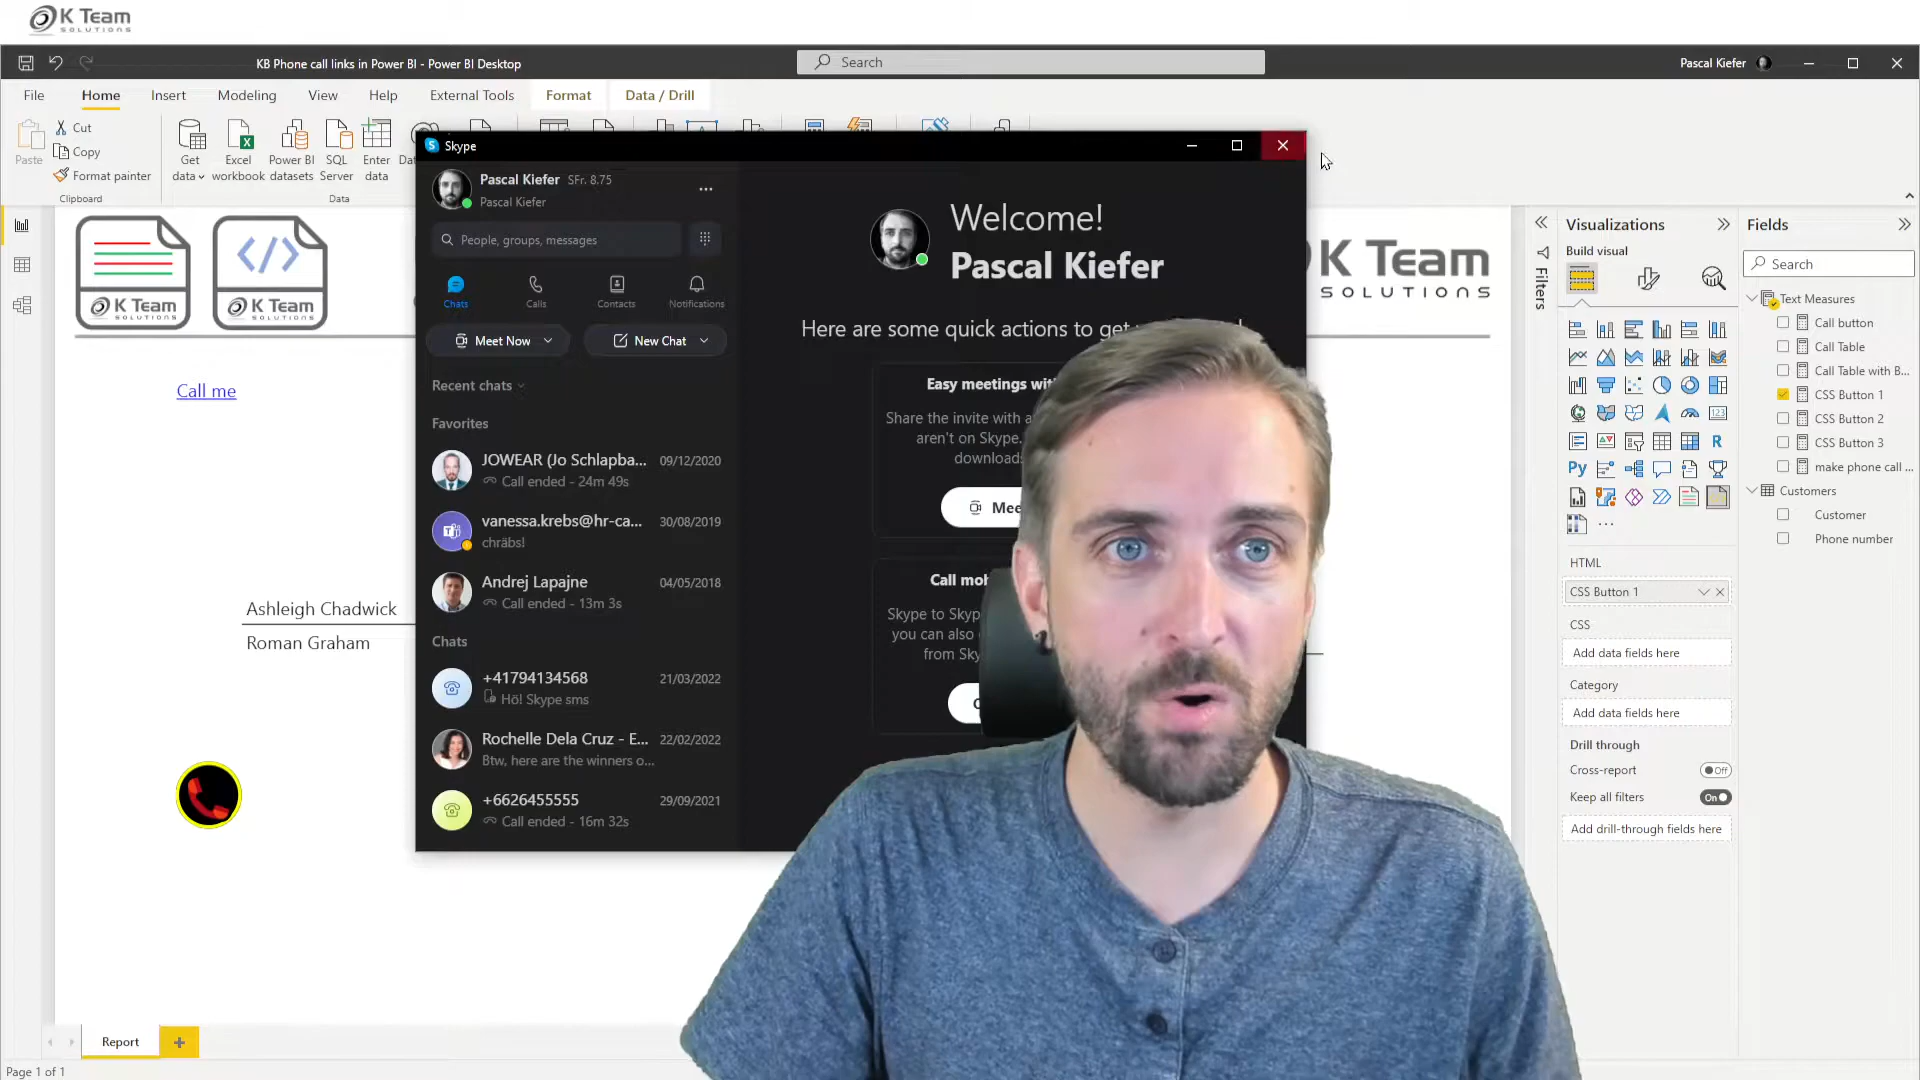 K Team
SOLUTIONS
KB Phone call links in Power BI - Power BI Desktop
Search
Pascal Kiefer
File
Home
Insert
Modeling
View
Help
External Tools
Format
Data / Drill
Paste
Cut
Copy
Format painter
Clipboard
Get data
Excel workbook
Power BI datasets
SQL Server
Enter data
Data
Skype
Pascal Kiefer SFr. 8.75
Pascal Kiefer
People, groups, messages
Chats
Calls
Contacts
Notifications
Meet Now
New Chat
Recent chats
Favorites
JOWEAR (Jo Schlapba... 09/12/2020
Call ended - 24m 49s
vanessa.krebs@hr-ca... 30/08/2019
chräbs!
Andrej Lapajne 04/05/2018
Call ended - 13m 3s
Chats
+41794134568 21/03/2022
Hö! Skype sms
Rochelle Dela Cruz - E... 22/02/2022
Btw, here are the winners o...
+6626455555 29/09/2021
Call ended - 16m 32s
Welcome!
Pascal Kiefer
Here are some quick actions to get
Easy meetings wit
Share the invite with a
aren't on Skype.
downloads
Mee
Call mob
Skype to Skyp
you can also
from Sky
K Team
SOLUTIONS
K Team
SOLUTIONS
K Team
SOLUTIONS
Call me
Ashleigh Chadwick
Roman Graham
Filters
Visualizations
Build visual
Py
R
123
HTML
CSS Button 1
CSS
Add data fields here
Category
Add data fields here
Drill through
Cross-report
Off
Keep all filters
On
Add drill-through fields here
Fields
Search
Text Measures
Call button
Call Table
Call Table with B...
CSS Button 1
CSS Button 2
CSS Button 3
make phone call ...
Customers
Customer
Phone number
Report
Page 1 of 1